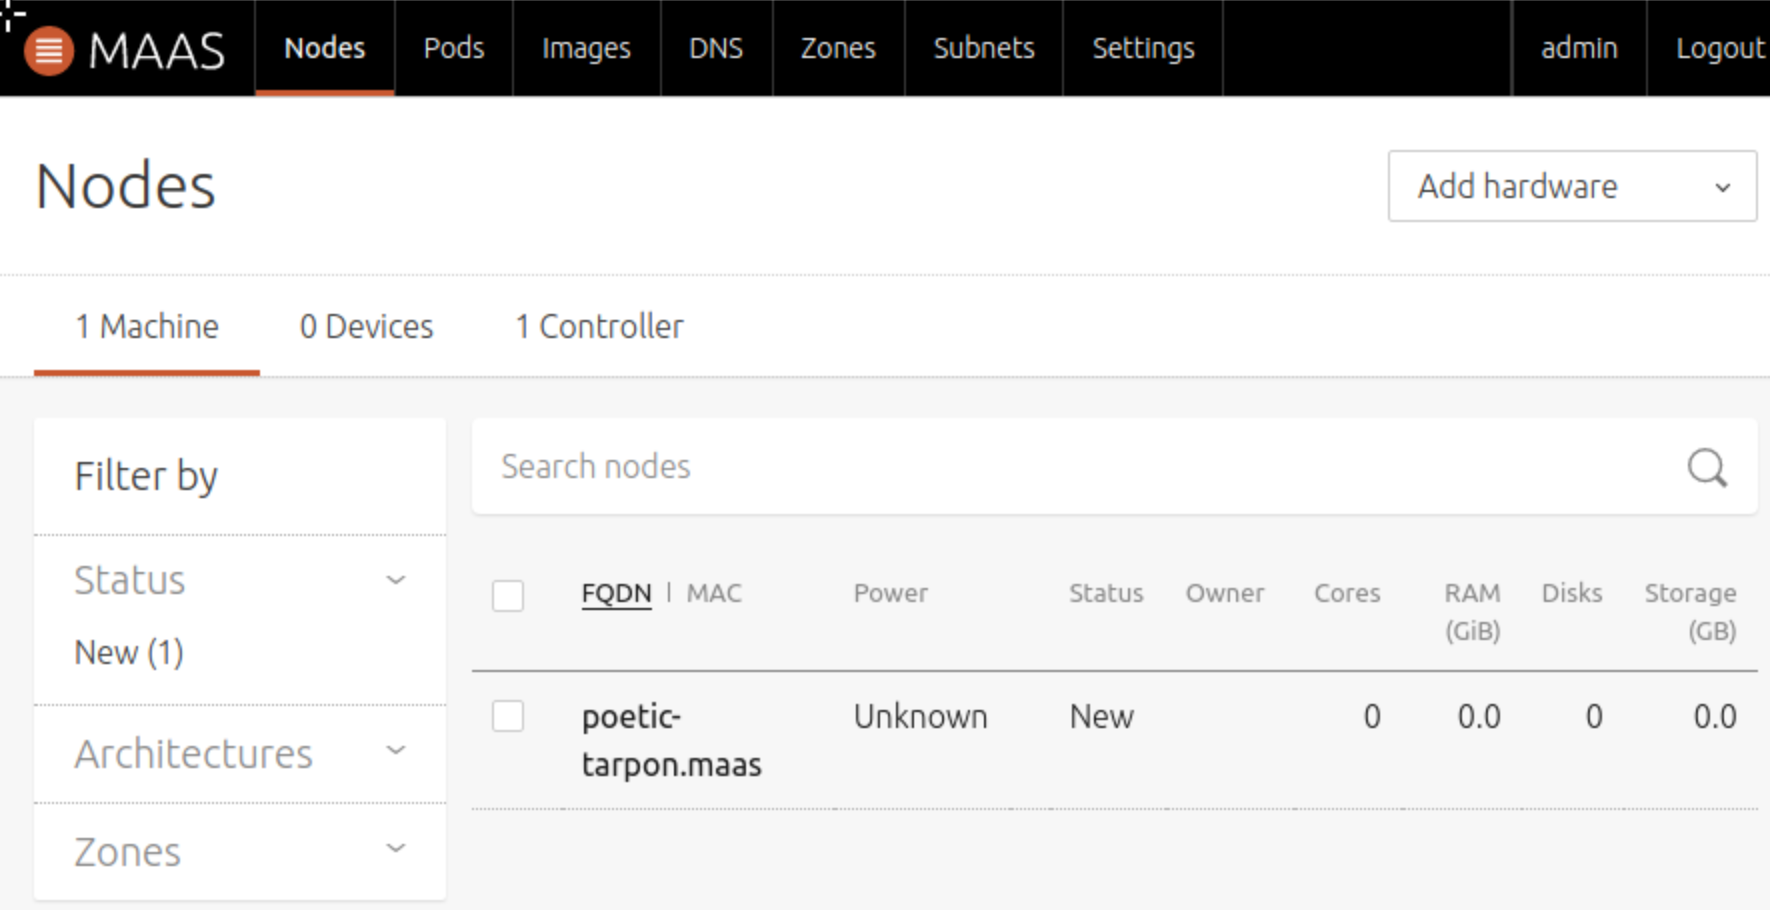 MAAS Nodes Pods Images DNS Zones Subnets Settings admin Logout
Nodes
Add hardware
1 Machine 0 Devices 1 Controller
Filter by
Status
New (1)
Architectures
Zones
Search nodes
FQDN | MAC Power Status Owner Cores RAM (GiB) Disks Storage (GB)
poetic- Unknown New 0 0.0 0 0.0
tarpon.maas